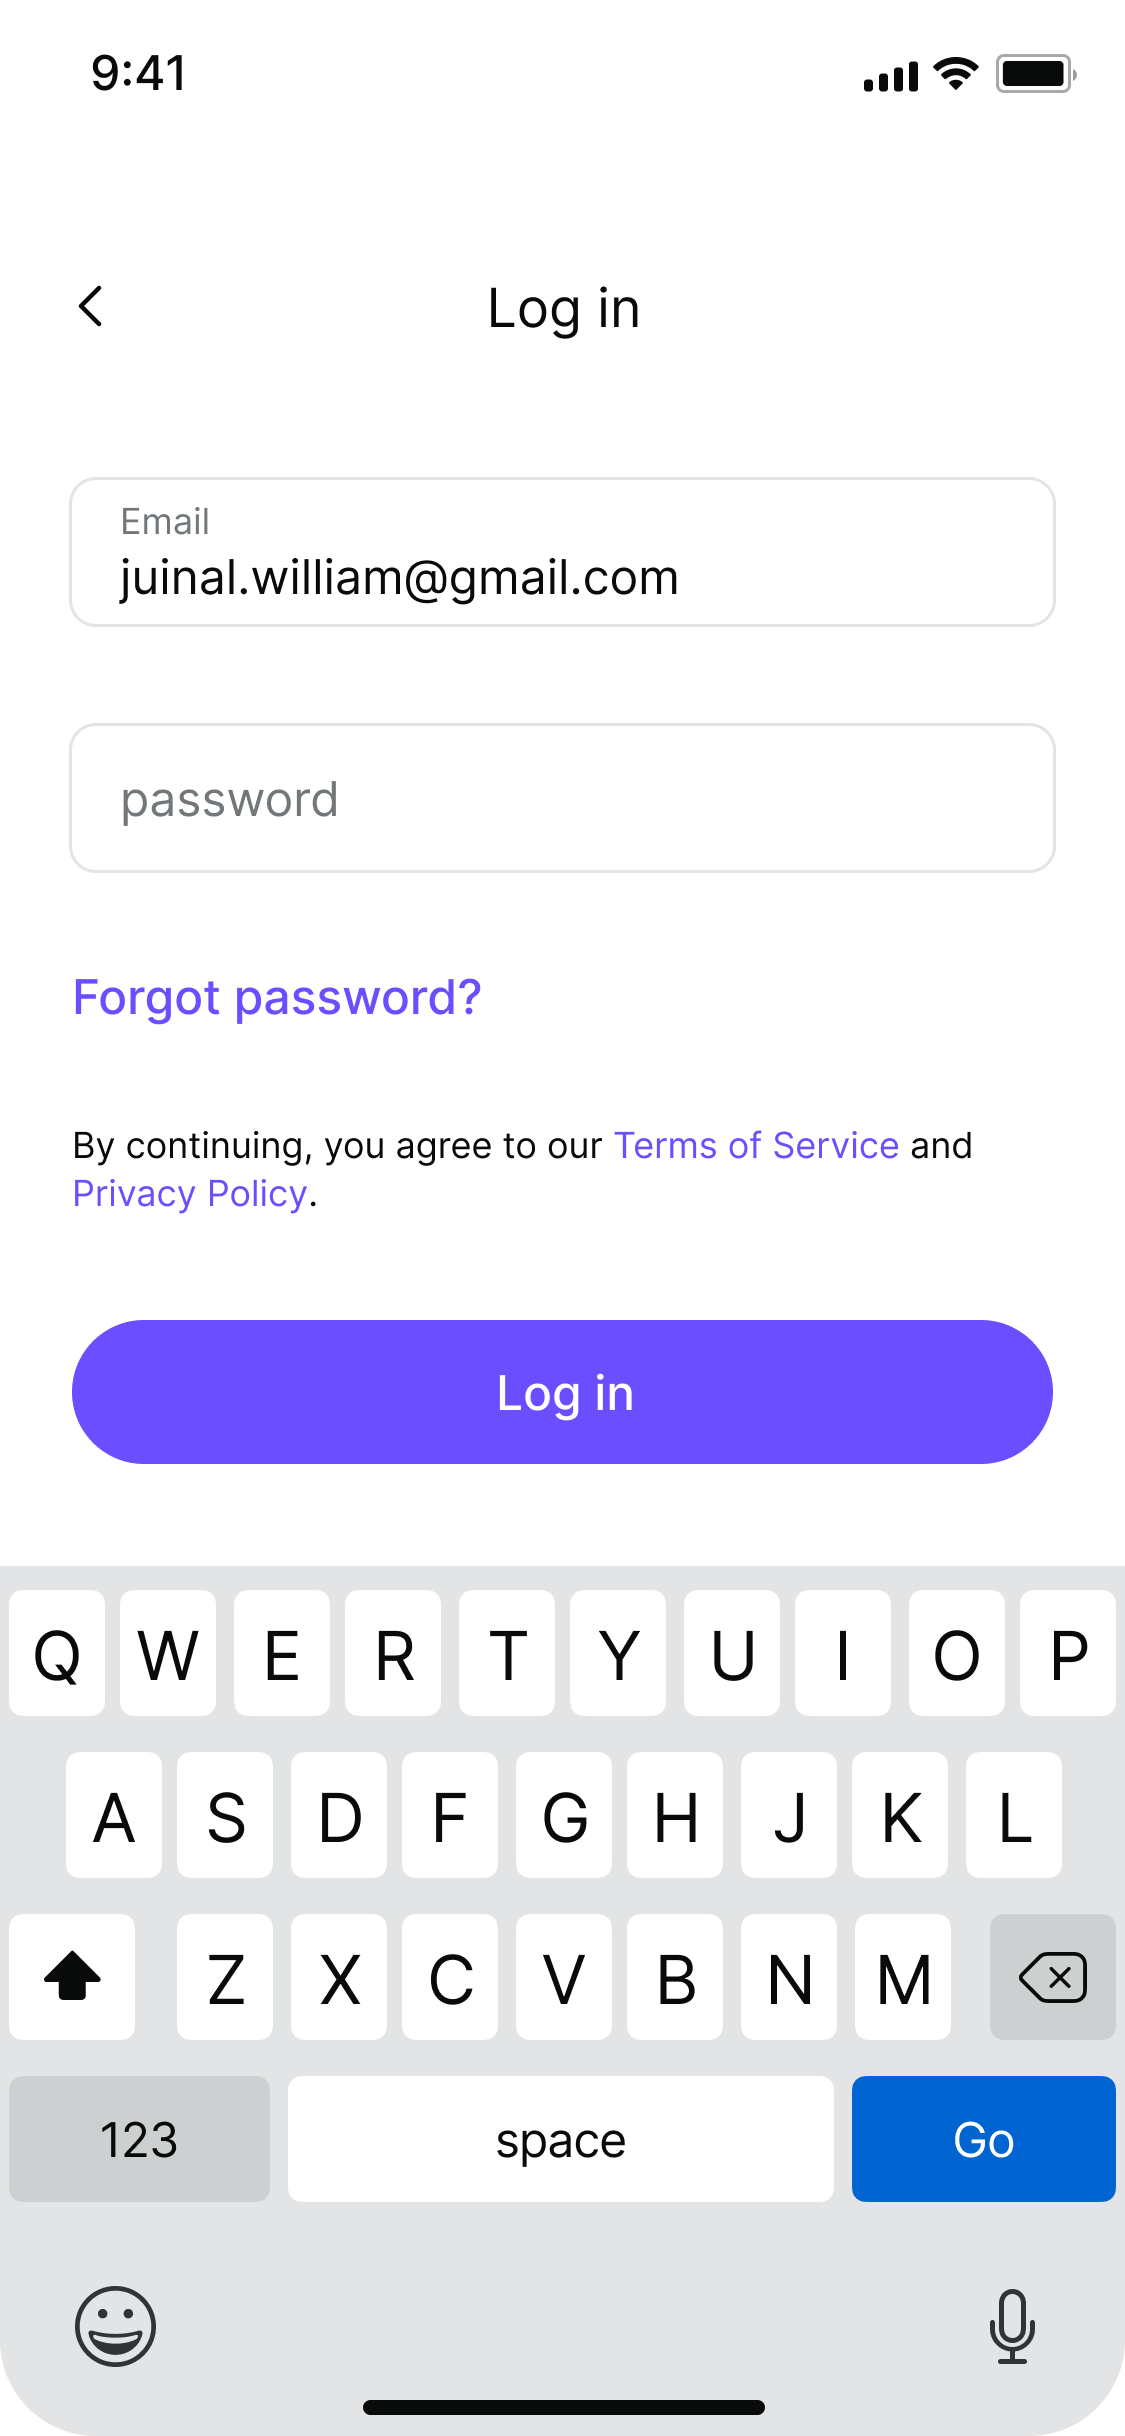 9:41
Log in
Email
juinal.william@gmail.com
password
Forgot password?
By continuing, you agree to our Terms of Service and
Privacy Policy.
Log in
Q W E R T Y U I O P
A S D F G H J K L
Z X C V B N M
123 space Go